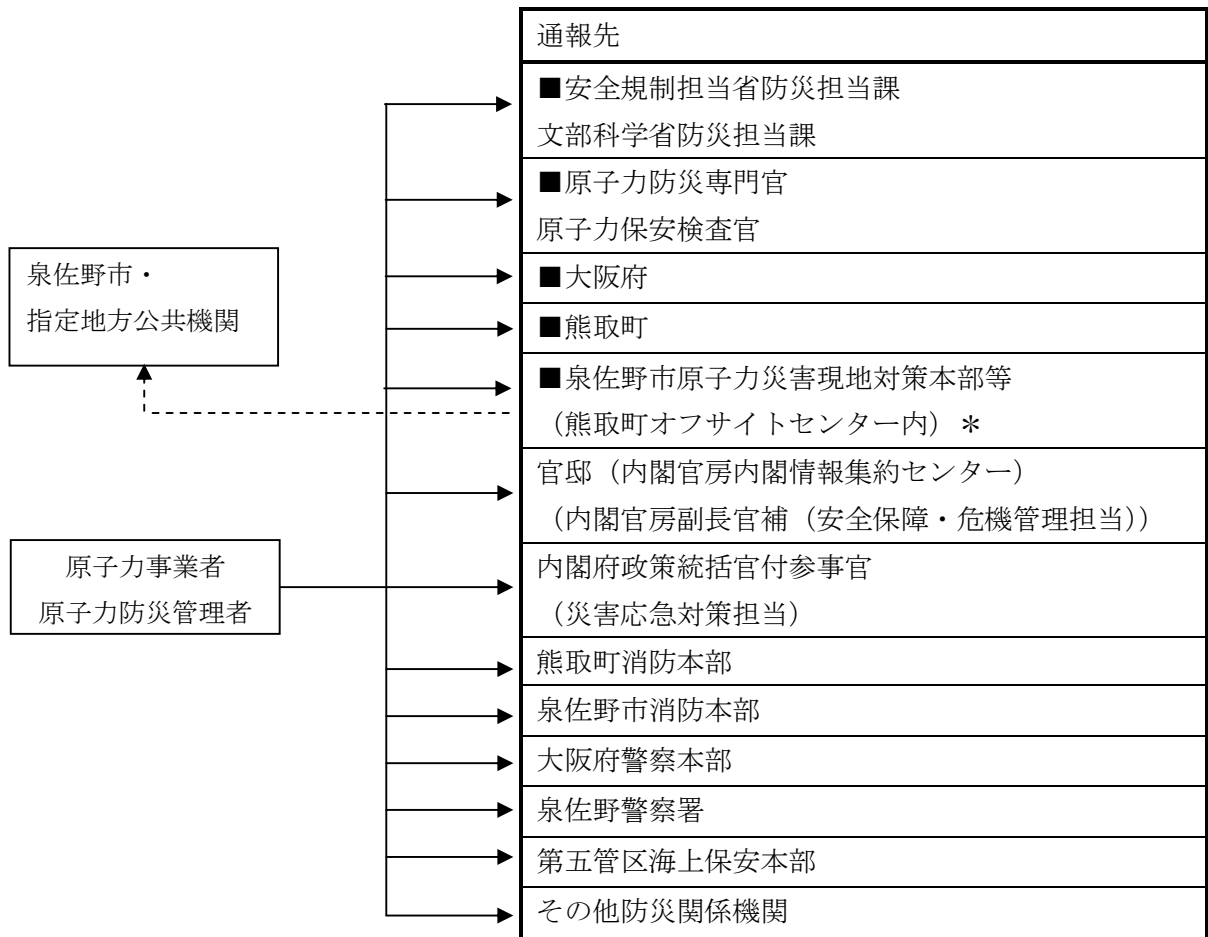 通報先
■安全規制担当省防災担当課
文部科学省防災担当課
■原子力防災専門官
原子力保安検査官
■大阪府
■熊取町
■泉佐野市原子力災害現地対策本部等
（熊取町オフサイトセンター内）＊
官邸（内閣官房内閣情報集約センター）
（内閣官房副長官補（安全保障・危機管理担当））
内閣府政策統括官付参事官
（災害応急対策担当）
熊取町消防本部
泉佐野市消防本部
大阪府警察本部
泉佐野警察署
第五管区海上保安本部
その他防災関係機関
泉佐野市・
指定地方公共機関
原子力事業者
原子力防災管理者